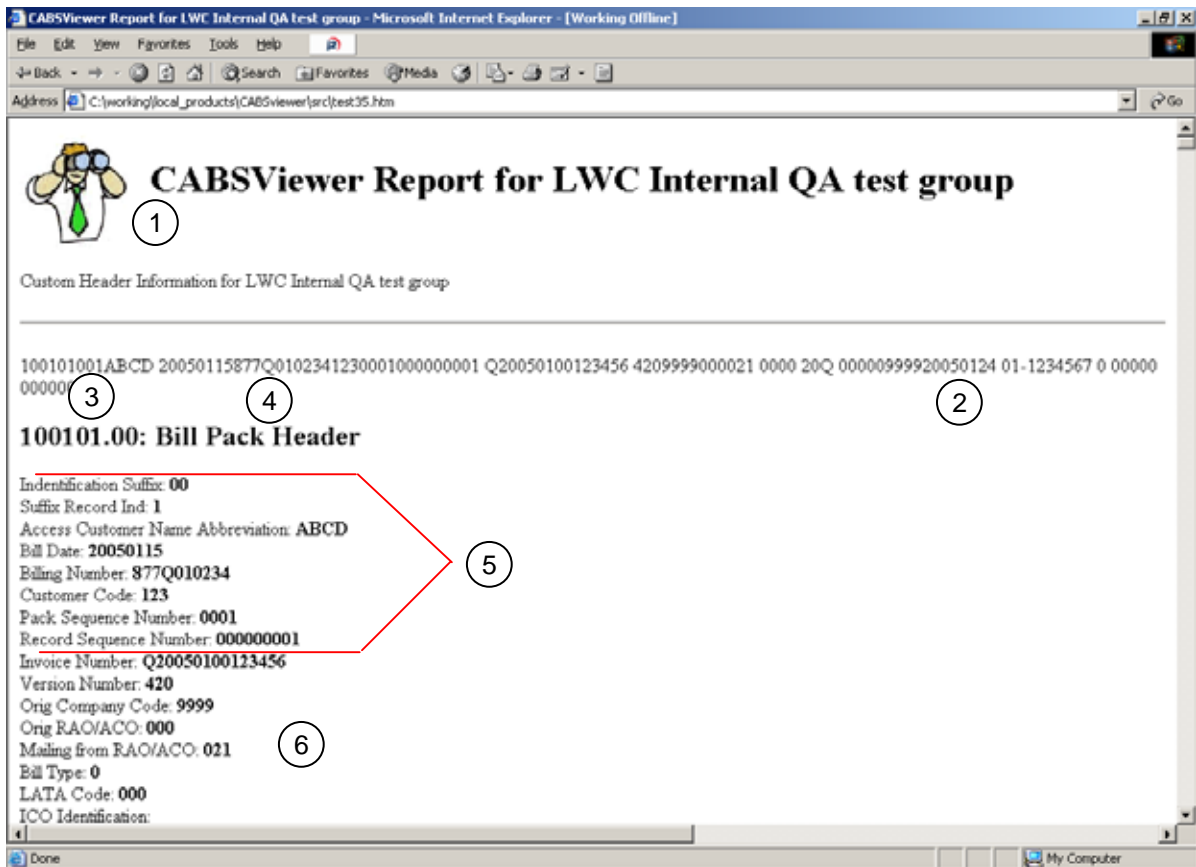 CABSViewer Report for LWC Internal QA test group - Microsoft Internet Explorer - [Working Offline]
File Edit View Favorites Tools Help
Back Search Favorites Media
Address C:\working\local_products\CABSviewer\src\test35.htm Go
CABSViewer Report for LWC Internal QA test group
1
Custom Header Information for LWC Internal QA test group
100101001ABCD 20050115877Q0102341230001000000001 Q20050100123456 4209999000021 0000 20Q 00000999920050124 01-1234567 0 00000
000000
3 4 2
100101.00: Bill Pack Header
Indentification Suffix: 00
Suffix Record Ind: 1
Access Customer Name Abbreviation: ABCD
Bill Date: 20050115
Billing Number: 877Q010234
5
Customer Code: 123
Pack Sequence Number: 0001
Record Sequence Number: 000000001
Invoice Number: Q20050100123456
Version Number: 420
Orig Company Code: 9999
Orig RAO/ACO: 000
6
Mailing from RAO/ACO: 021
Bill Type: 0
LATA Code: 000
ICO Identification:
Done My Computer